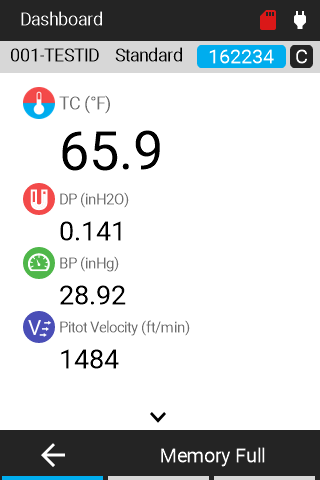 Dashboard
001-TESTID Standard 162234 C
TC (°F)
65.9
DP (inH2O)
0.141
BP (inHg)
28.92
V
Pitot Velocity (ft/min)
1484
Memory Full